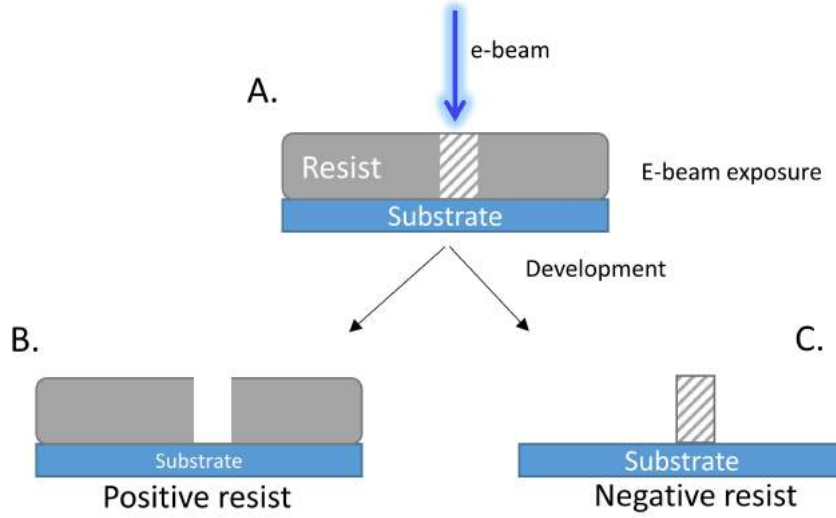 e-beam
A.
Resist
E-beam exposure
Substrate
Development
B.
C.
Substrate
Substrate
Positive resist
Negative resist